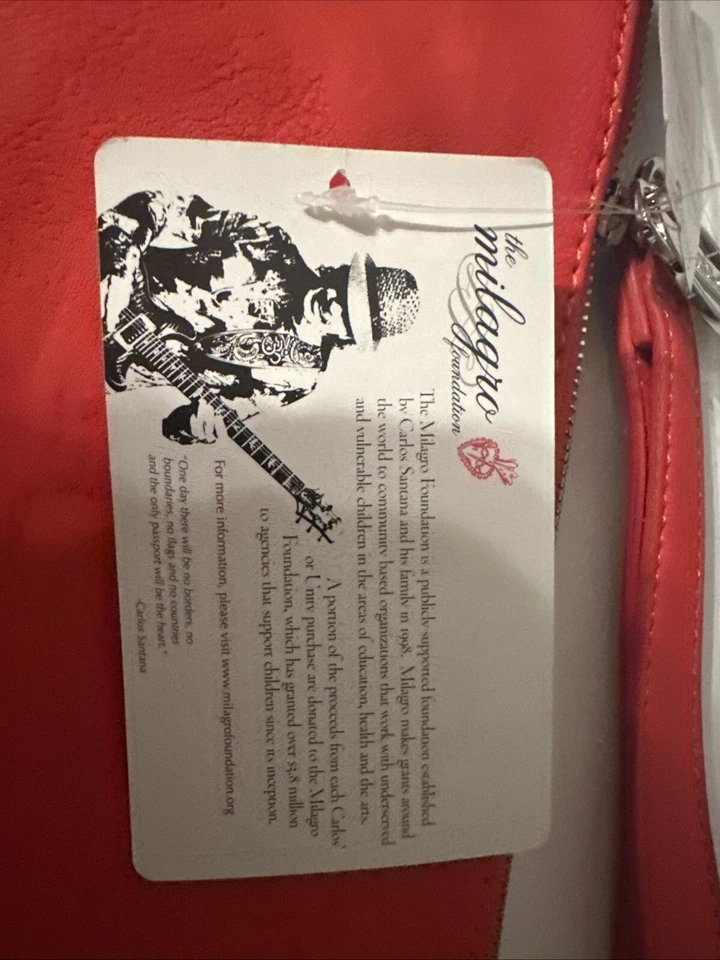 the
milagro
foundation
The Milagro Foundation is a publicly supported foundation established
by Carlos Santana and his family in 1998. Milagro makes grants around
the world to community based organizations that work with underserved
and vulnerable children in the areas of education, health and the arts.
A portion of the proceeds from each Carlos
or Unity purchase are donated to the Milagro
Foundation, which has granted over $3.8 million
to agencies that support children since its inception.
For more information, please visit www.milagrofoundation.org
"One day there will be no borders, no
boundaries, no flags and no countries
and the only passport will be the heart."
-Carlos Santana